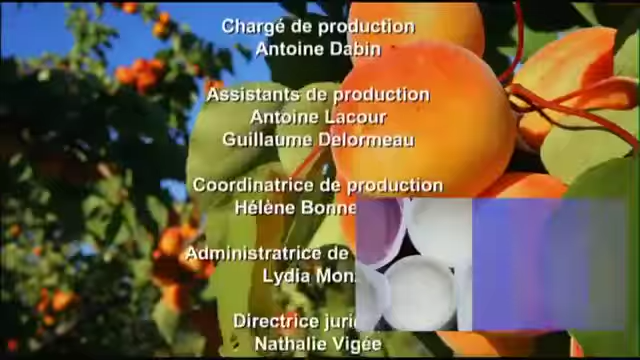 Chargé de production
Antoine Dabin
Assistants de production
Antoine Lacour
Guillaume Delormeau
Coordinatrice de production
Hélène
Administratrice de
Lydia
Directrice
Nathalie Vigée